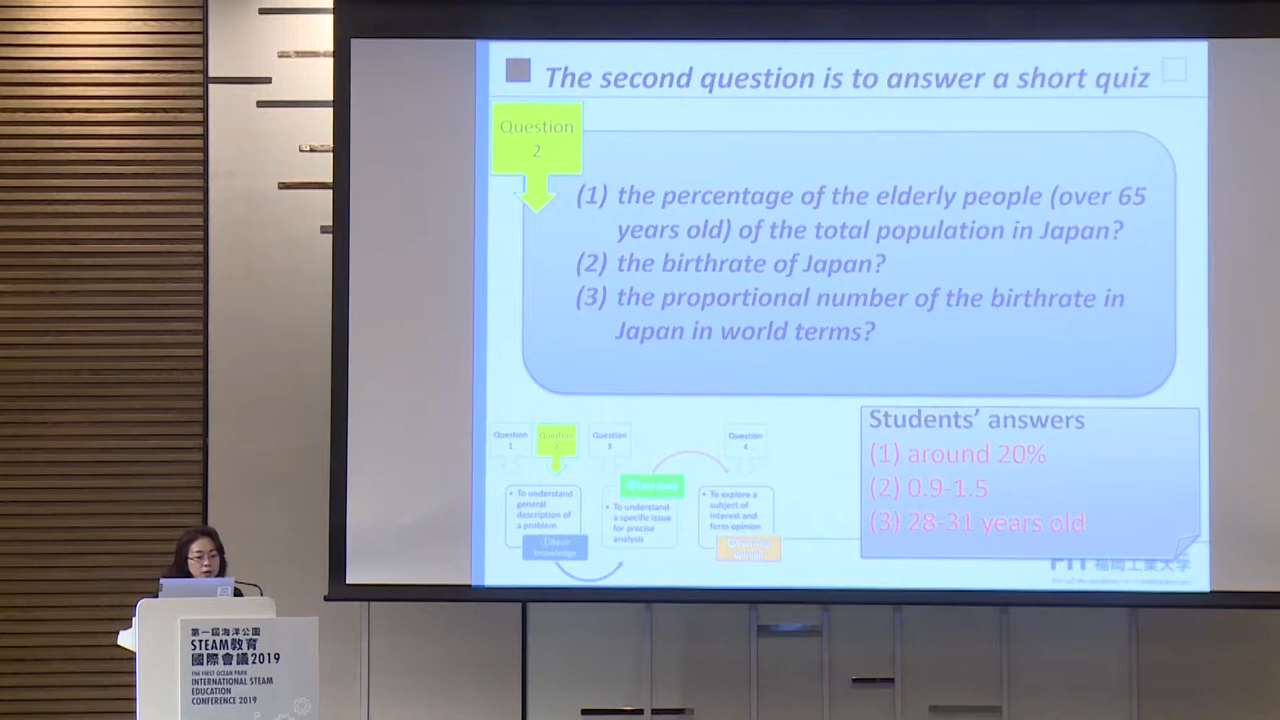 The second question is to answer a short quiz
Question
2
(1) the percentage of the elderly people (over 65
years old) of the total population in Japan?
(2) the birthrate of Japan?
(3) the proportional number of the birthrate in
Japan in world terms?
Students' answers
(1) around 20%
(2) 0.9-1.5
(3) 28-31 years old
Question
1
Question
2
Question
3
Question
4
• To understand
general
description of
a problem
①Basic
knowledge
• To understand
a specific issue
for precise
analysis
• To explore a
subject of
interest and
form opinion
FIT 福岡工業大学
第一屆海洋公園
STEAM教育
國際會議2019
THE FIRST OCEAN PARK
INTERNATIONAL STEAM
EDUCATION
CONFERENCE 2019